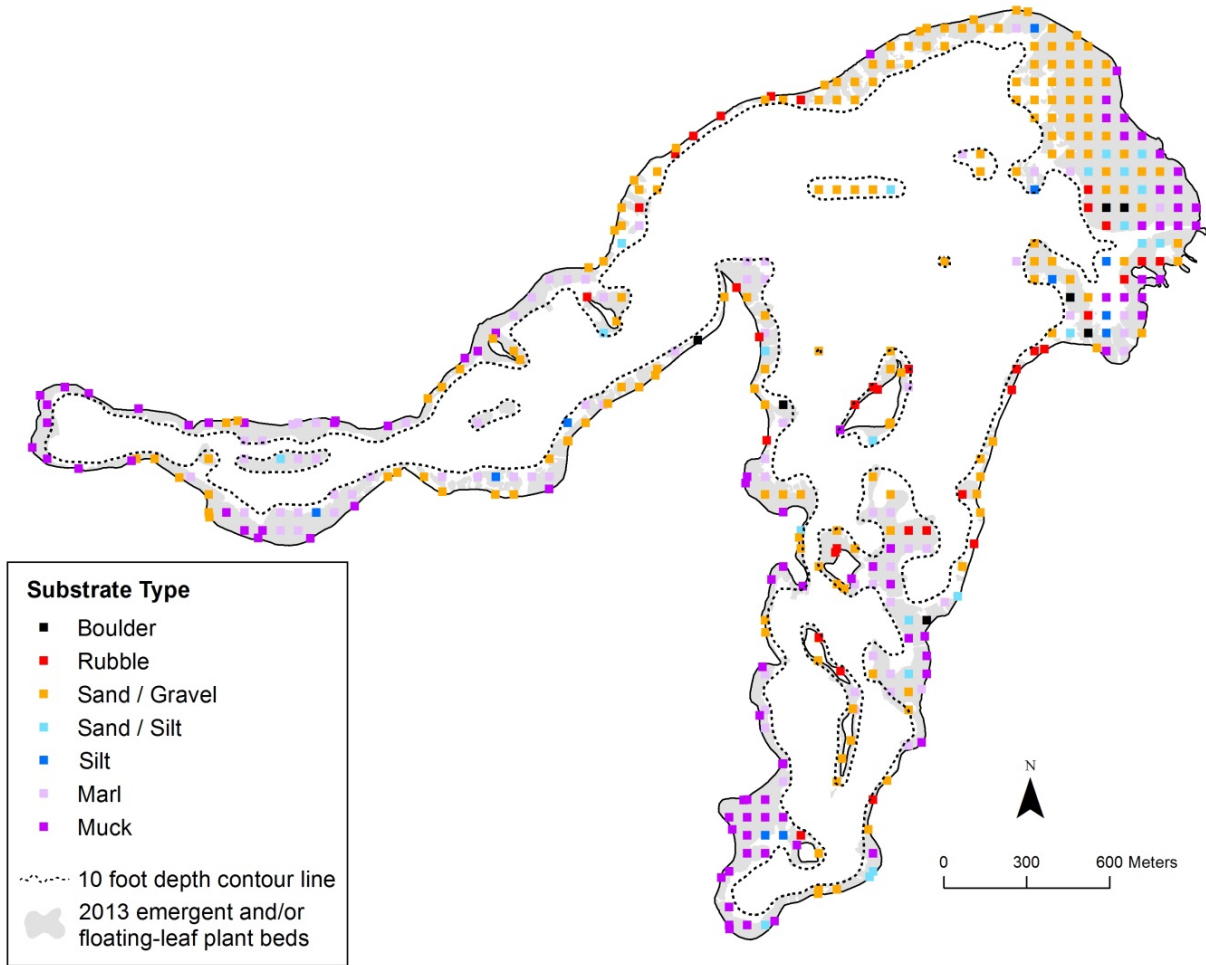 Substrate Type
Boulder
Rubble
Sand / Gravel
Sand / Silt
Silt
Marl
Muck
10 foot depth contour line
2013 emergent and/or
floating-leaf plant beds
N
0 300 600 Meters